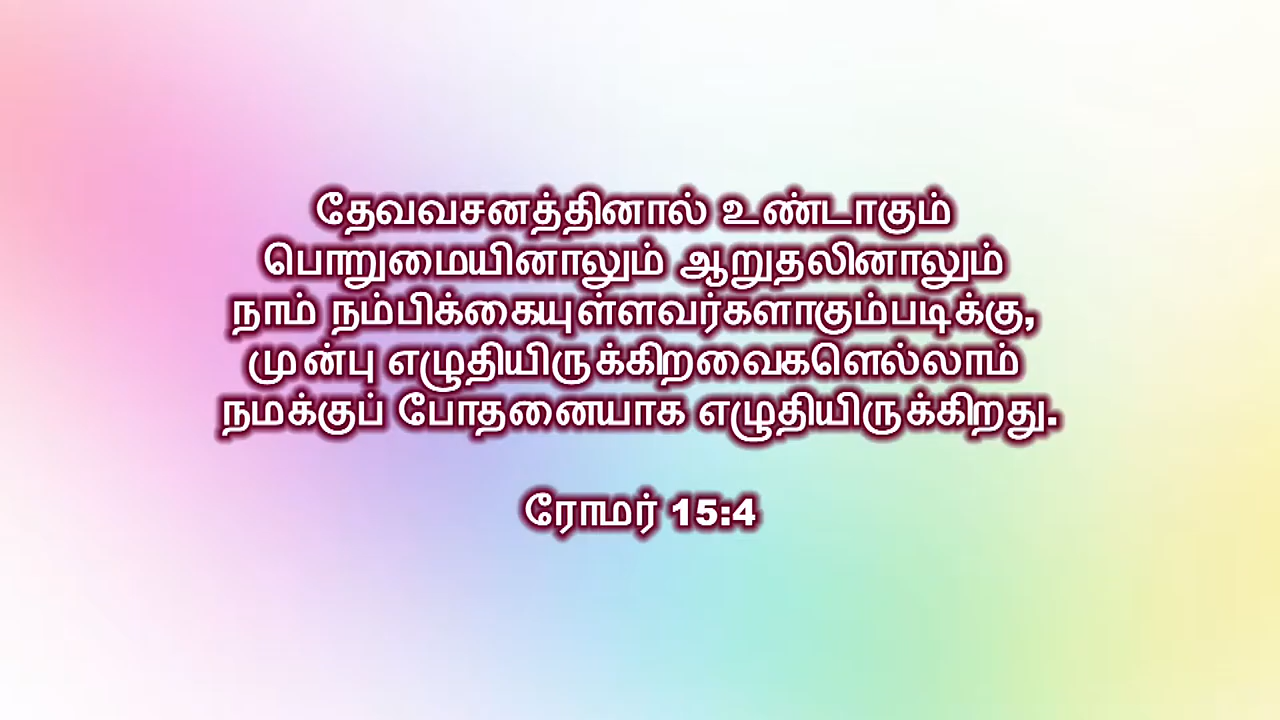 தேவவசனத்தினால் உண்டாகும்
பொறுமையினாலும் ஆறுதலினாலும்
நாம் நம்பிக்கையுள்ளவர்களாகும்படிக்கு,
முன்பு எழுதியிருக்கிறவைகளெல்லாம்
நமக்குப் போதனையாக எழுதியிருக்கிறது.
ரோமர் 15:4